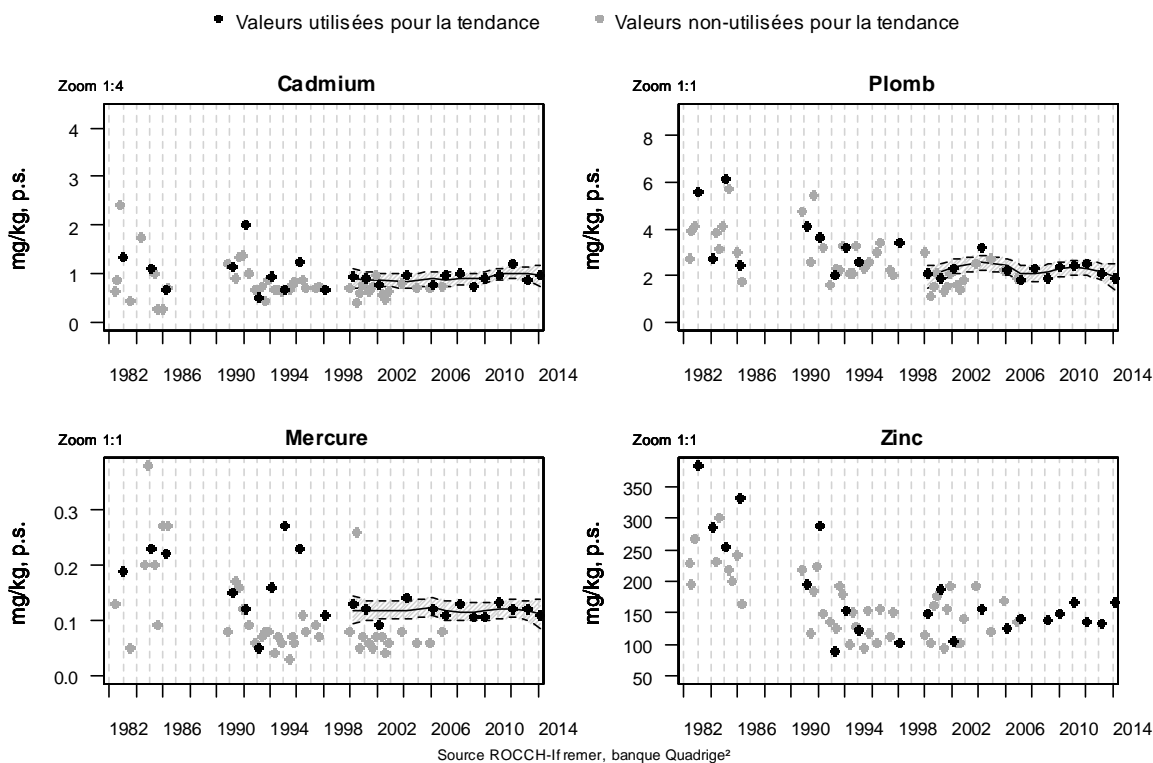 Valeurs utilisées pour la tendance Valeurs non-utilisées pour la tendance
Zoom 1:4 Cadmium
mg/kg, p.s.
4
3
2
1
0
1982 1986 1990 1994 1998 2002 2006 2010 2014
Zoom 1:1 Plomb
mg/kg, p.s.
8
6
4
2
0
1982 1986 1990 1994 1998 2002 2006 2010 2014
Zoom 1:1 Mercure
mg/kg, p.s.
0.3
0.2
0.1
0.0
1982 1986 1990 1994 1998 2002 2006 2010 2014
Zoom 1:1 Zinc
mg/kg, p.s.
350
300
250
200
150
100
50
1982 1986 1990 1994 1998 2002 2006 2010 2014
Source ROCCH-Ifremer, banque Quadrige²